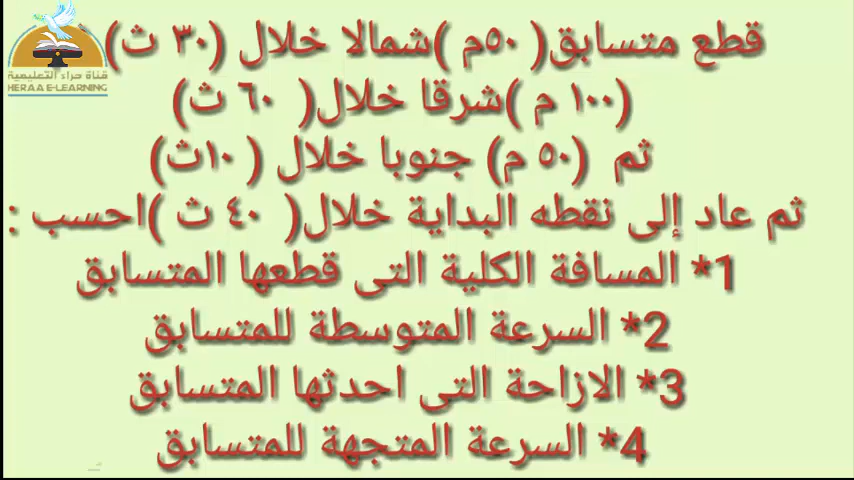 قناة حراء التعليمية
HERAA E-LEARNING
قطع متسابق( ٥٠م )شمالا خلال (٣٠ ث)
(١٠٠ م )شرقا خلال( ٦٠ ث)
ثم (٥٠ م) جنوبا خلال (١٠ث)
ثم عاد إلى نقطه البداية خلال( ٤٠ ث )احسب :
1* المسافة الكلية التى قطعها المتسابق
2* السرعة المتوسطة للمتسابق
3* الازاحة التى احدثها المتسابق
4* السرعة المتجهة للمتسابق